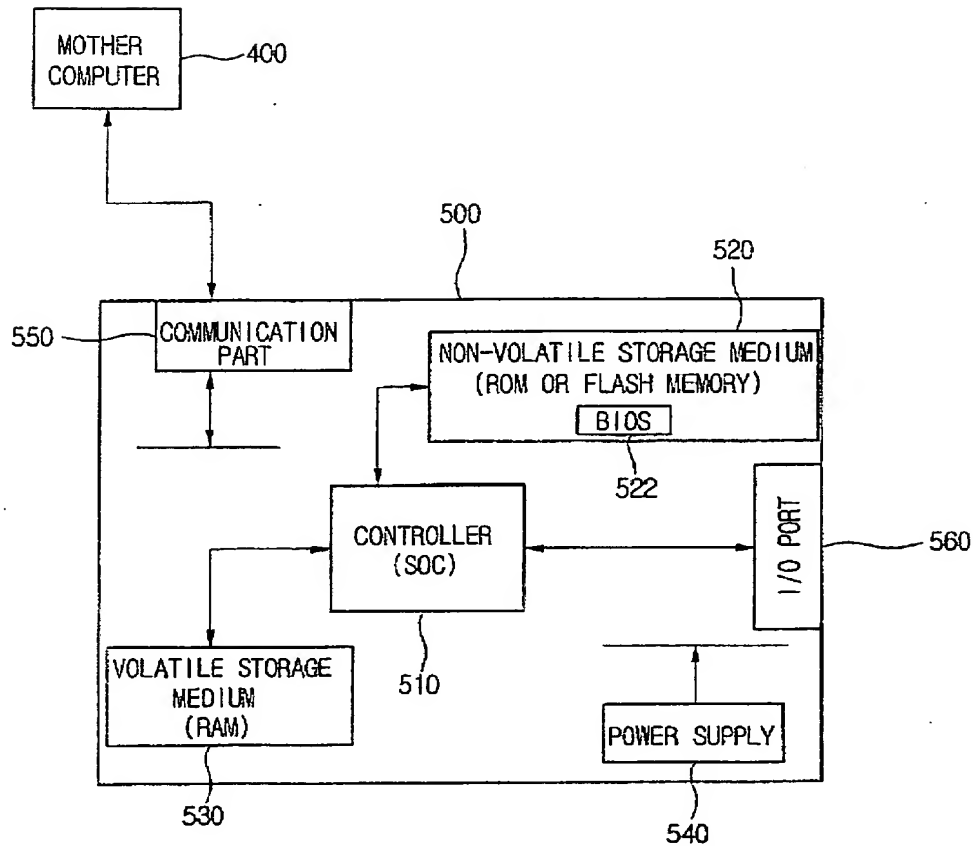 MOTHER
COMPUTER
400
500
520
550
COMMUNICATION
PART
NON-VOLATILE STORAGE MEDIUM
(ROM OR FLASH MEMORY)
BIOS
522
CONTROLLER
(SOC)
510
I/O PORT
560
VOLATILE STORAGE
MEDIUM
(RAM)
530
POWER SUPPLY
540